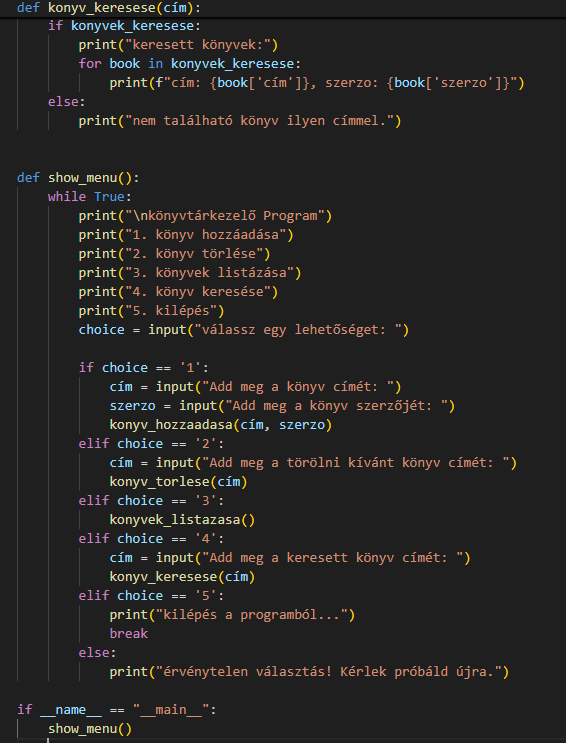 def konyv_keresese(cím):
    if konyvek_keresese:
        print("keresett könyvek:")
        for book in konyvek_keresese:
            print(f"cím: {book['cím']}, szerzo: {book['szerzo']}")
    else:
        print("nem található könyv ilyen címmel.")
def show_menu():
    while True:
        print("\nkönyvtárkezelő Program")
        print("1. könyv hozzáadása")
        print("2. könyv törlése")
        print("3. könyvek listázása")
        print("4. könyv keresése")
        print("5. kilépés")
        choice = input("válassz egy lehetőséget: ")
        if choice == '1':
            cím = input("Add meg a könyv címét: ")
            szerzo = input("Add meg a könyv szerzőjét: ")
            konyv_hozzaadasa(cím, szerzo)
        elif choice == '2':
            cím = input("Add meg a törölni kívánt könyv címét: ")
            konyv_torlese(cím)
        elif choice == '3':
            konyvek_listazasa()
        elif choice == '4':
            cím = input("Add meg a keresett könyv címét: ")
            konyv_keresese(cím)
        elif choice == '5':
            print("kilépés a programból...")
            break
        else:
            print("érvénytelen választás! Kérlek próbáld újra.")
if __name__ == "__main__":
    show_menu()